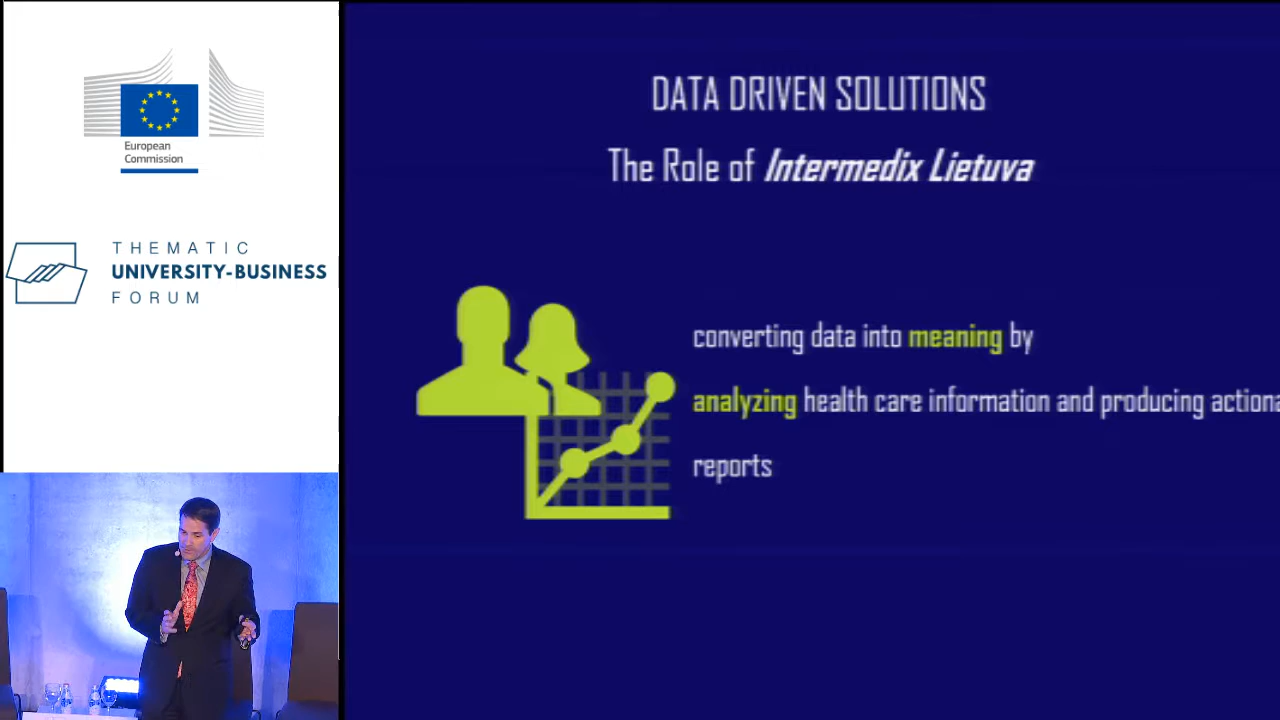 European
Commission
THEMATIC
UNIVERSITY-BUSINESS
FORUM
DATA DRIVEN SOLUTIONS
The Role of Intermedix Lietuva
converting data into meaning by
analyzing health care information and producing actiona
reports